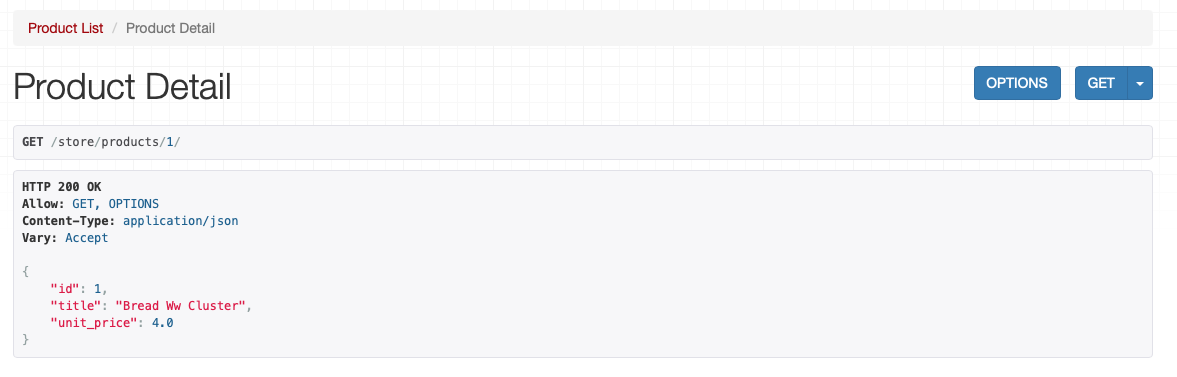 Product List / Product Detail
Product Detail
OPTIONS
GET
GET /store/products/1/
HTTP 200 OK
Allow: GET, OPTIONS
Content-Type: application/json
Vary: Accept
{
    "id": 1,
    "title": "Bread Ww Cluster",
    "unit_price": 4.0
}